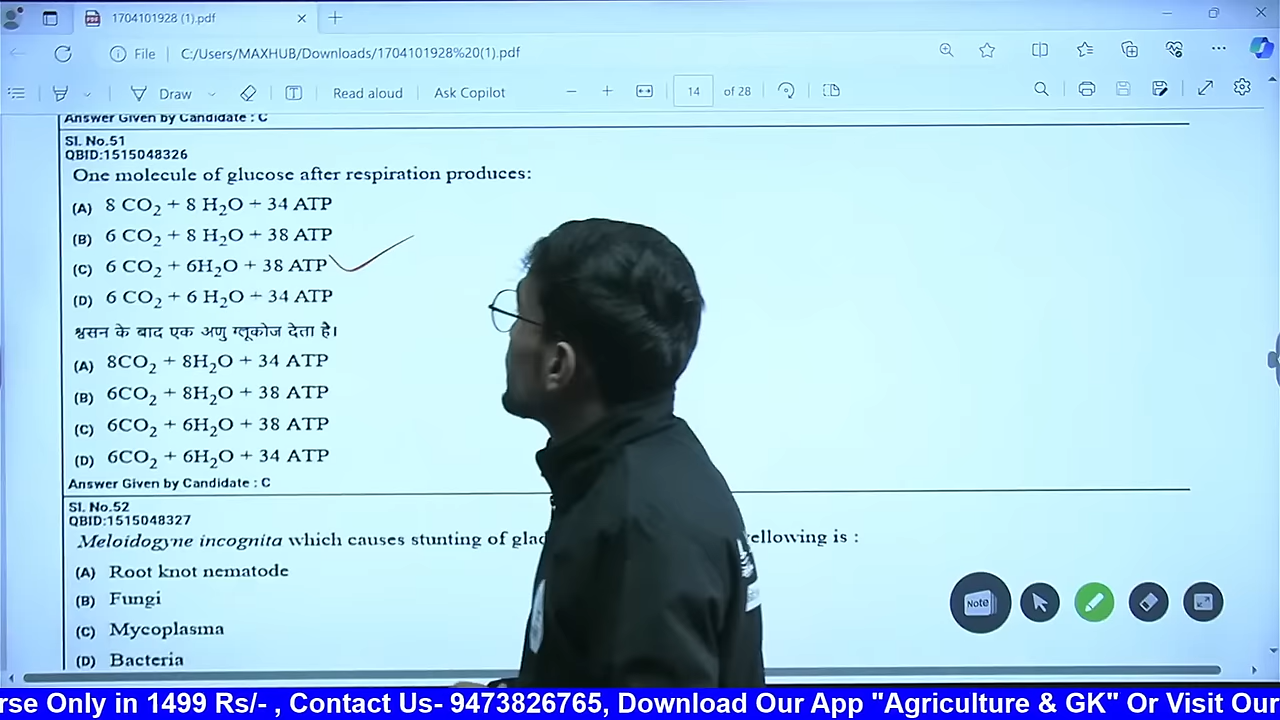 1704101928 (1).pdf
File C:/Users/MAXHUB/Downloads/1704101928%20(1).pdf
Draw Read aloud Ask Copilot 14 of 28
Answer Given by Candidate : C
SI. No.51
QBID:1515048326
One molecule of glucose after respiration produces:
(A) 8 CO₂ + 8 H₂O + 34 ATP
(B) 6 CO₂ + 8 H₂O + 38 ATP
(C) 6 CO₂ + 6H₂O + 38 ATP
(D) 6 CO₂ + 6 H₂O + 34 ATP
श्वसन के बाद एक अणु ग्लूकोज देता है।
(A) 8CO₂ + 8H₂O + 34 ATP
(B) 6CO₂ + 8H₂O + 38 ATP
(C) 6CO₂ + 6H₂O + 38 ATP
(D) 6CO₂ + 6H₂O + 34 ATP
Answer Given by Candidate : C
SI. No.52
QBID:1515048327
Meloidogyne incognita which causes stunting of glad ellowing is :
(A) Root knot nematode
(B) Fungi
(C) Mycoplasma
(D) Bacteria
Note
rse Only in 1499 Rs/- , Contact Us- 9473826765, Download Our App "Agriculture & GK" Or Visit Our